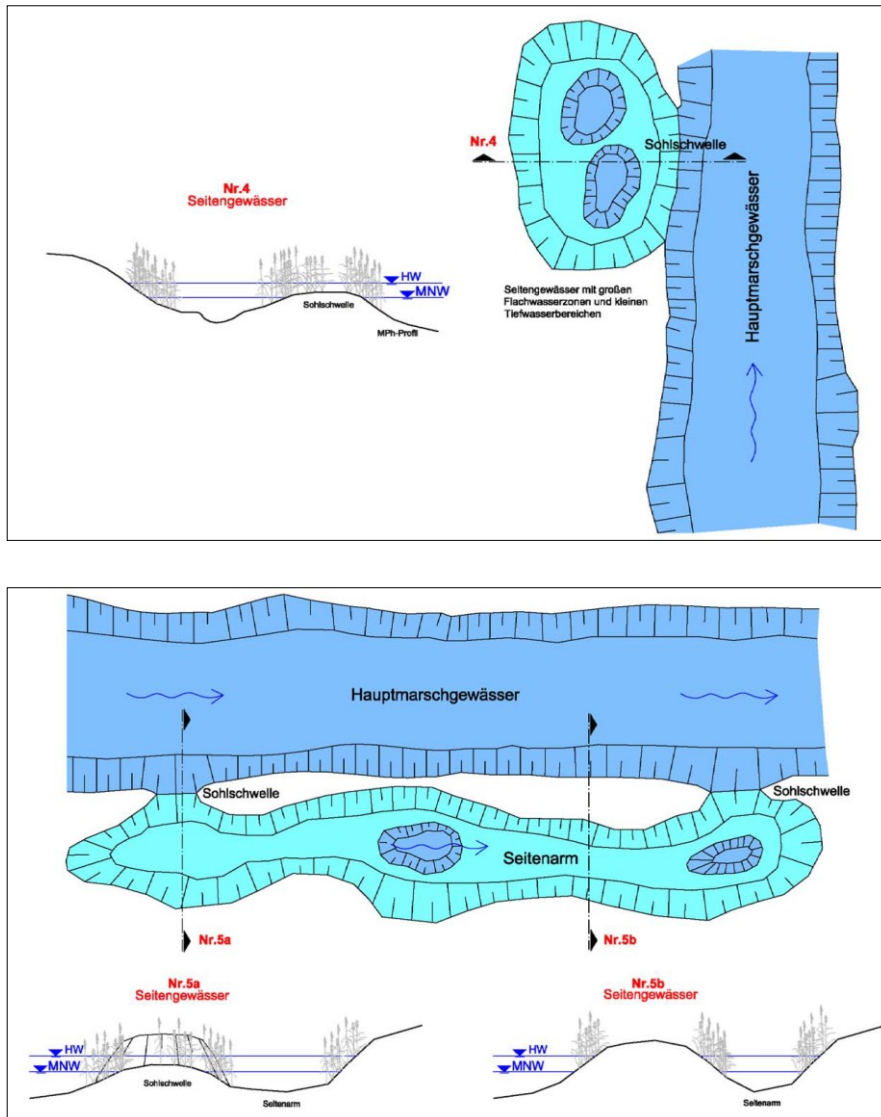 Nr.4
Seitengewässer
HW
MNW
Sohlschwelle
MPh-Profil
Nr.4
Sohlschwelle
Hauptmarschgewässer
Seitengewässer mit großen
Flachwasserzonen und kleinen
Tiefwasserbereichen
Hauptmarschgewässer
Sohlschwelle
Sohlschwelle
Seitenarm
Nr.5a
Nr.5b
Nr.5a
Seitengewässer
HW
MNW
Sohlschwelle
Seitenarm
Nr.5b
Seitengewässer
HW
MNW
Seitenarm